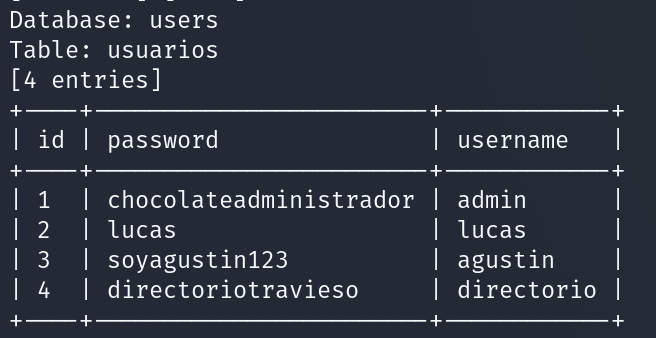 Database: users
Table: usuarios
[4 entries]
+----+------------------------+------------+
| id | password               | username   |
+----+------------------------+------------+
| 1  | chocolateadministrador | admin      |
| 2  | lucas                  | lucas      |
| 3  | soyagustin123          | agustin    |
| 4  | directoriotravieso     | directorio |
+----+------------------------+------------+